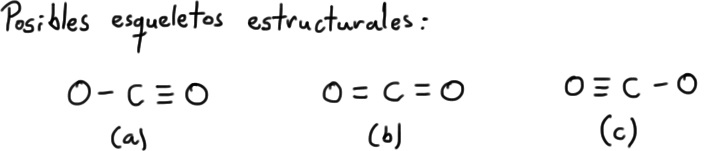 Posibles esqueletos estructurales:
O - C ≡ O O = C = O O ≡ C - O
(a) (b) (c)